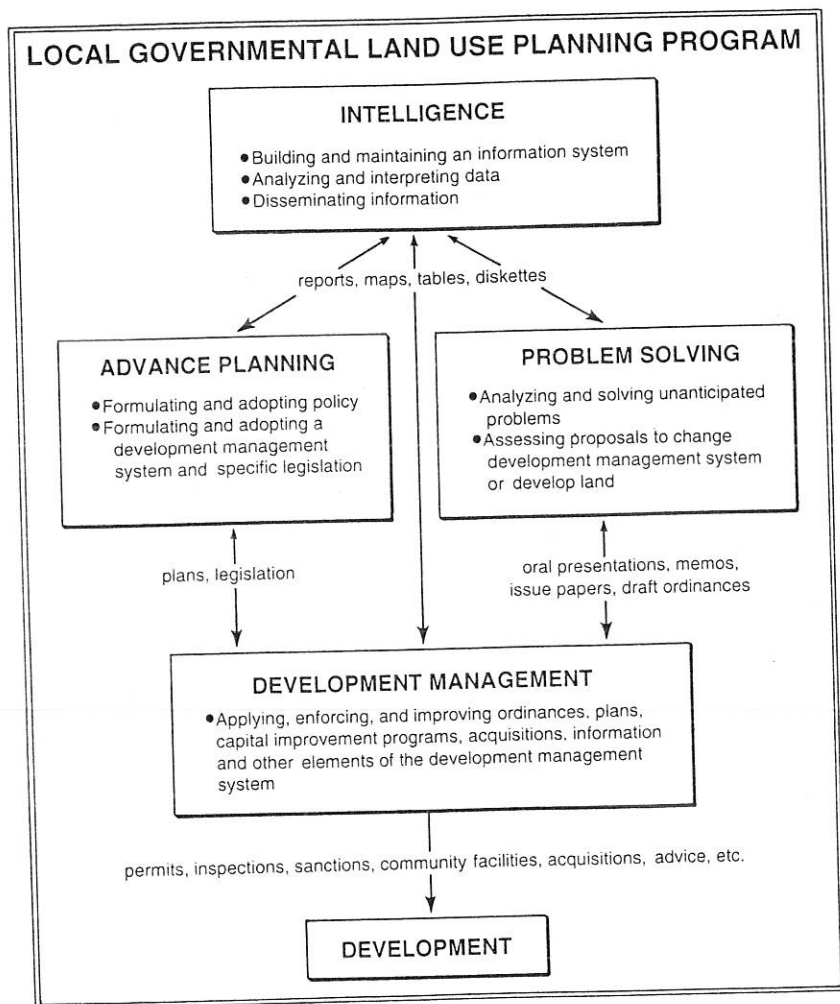 LOCAL GOVERNMENTAL LAND USE PLANNING PROGRAM
INTELLIGENCE
•Building and maintaining an information system
•Analyzing and interpreting data
•Disseminating information
reports, maps, tables, diskettes
ADVANCE PLANNING
•Formulating and adopting policy
•Formulating and adopting a
development management
system and specific legislation
PROBLEM SOLVING
•Analyzing and solving unanticipated
problems
•Assessing proposals to change
development management system
or develop land
plans, legislation
oral presentations, memos,
issue papers, draft ordinances
DEVELOPMENT MANAGEMENT
•Applying, enforcing, and improving ordinances, plans,
capital improvement programs, acquisitions, information
and other elements of the development management
system
permits, inspections, sanctions, community facilities, acquisitions, advice, etc.
DEVELOPMENT